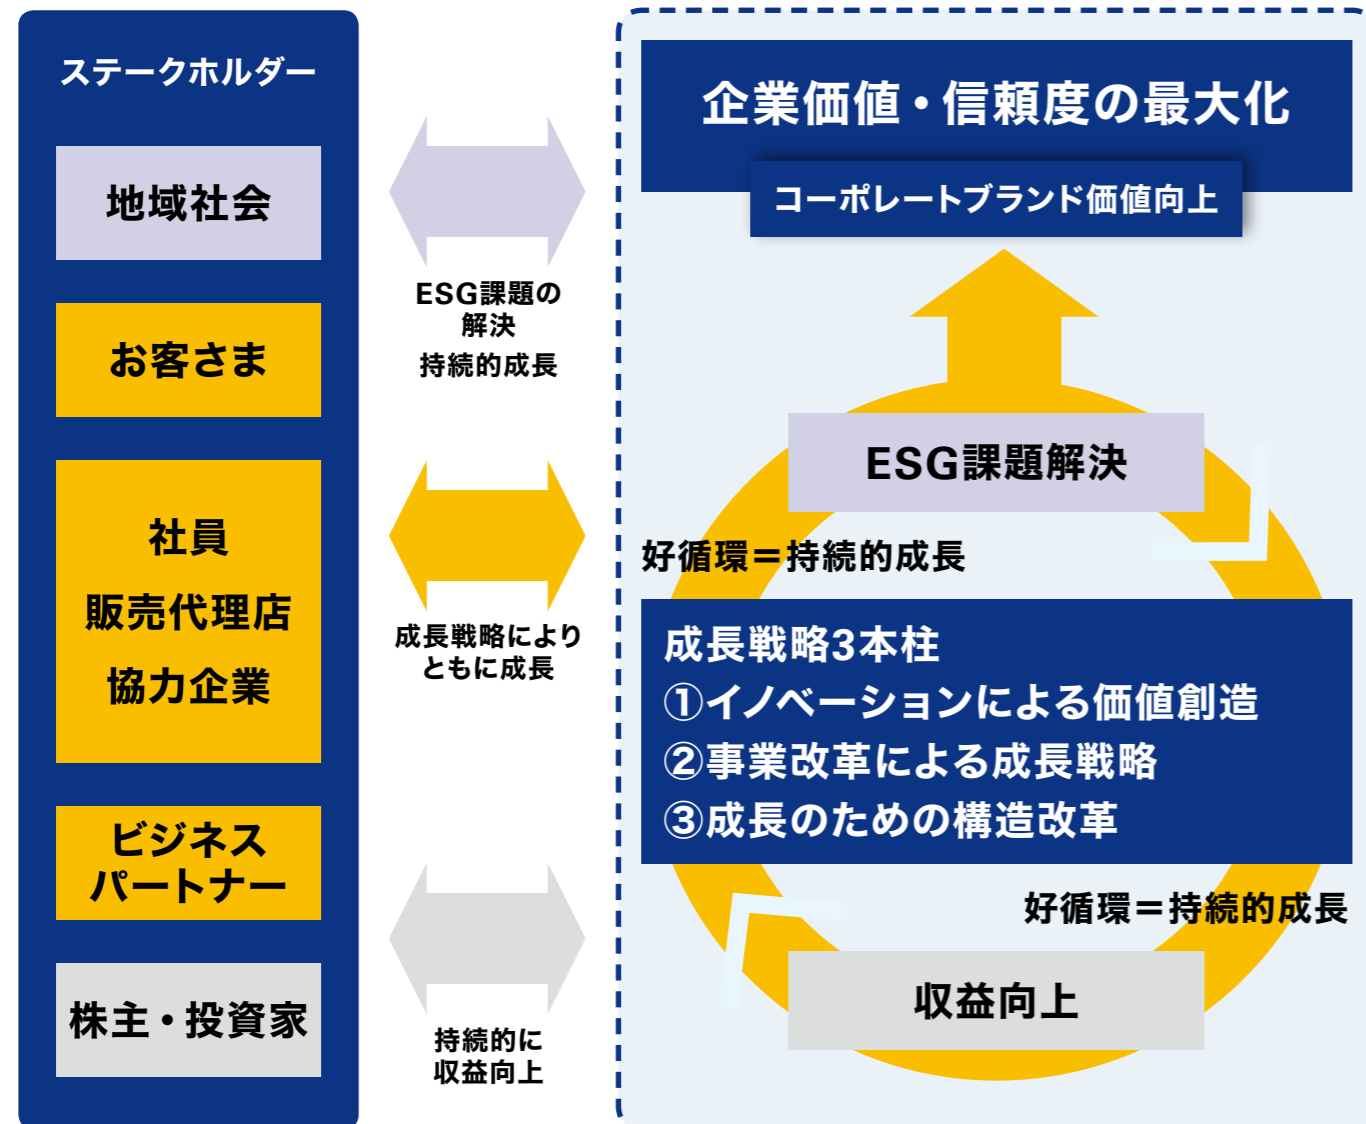 ステークホルダー
地域社会
お客さま
社員
販売代理店
協力企業
ビジネス
パートナー
株主・投資家
ESG課題の
解決
持続的成長
成長戦略により
ともに成長
持続的に
収益向上
企業価値・信頼度の最大化
コーポレートブランド価値向上
ESG課題解決
好循環＝持続的成長
成長戦略3本柱
①イノベーションによる価値創造
②事業改革による成長戦略
③成長のための構造改革
好循環＝持続的成長
収益向上